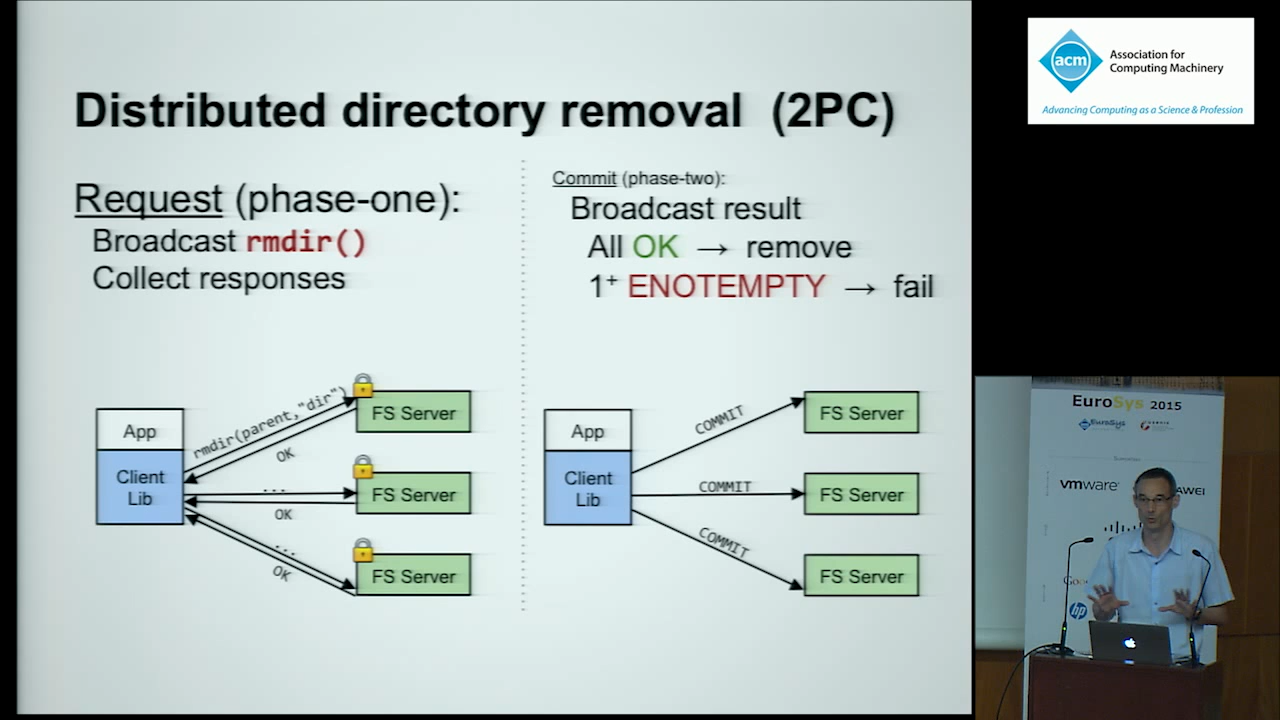 Distributed directory removal (2PC)
Request (phase-one):
Broadcast rmdir()
Collect responses
Commit (phase-two):
Broadcast result
All OK → remove
1+ ENOTEMPTY → fail
App
Client
Lib
rmdir(parent,"dir")
OK
...
OK
...
OK
FS Server
FS Server
FS Server
App
Client
Lib
COMMIT
COMMIT
COMMIT
FS Server
FS Server
FS Server
acm
Association for
Computing Machinery
Advancing Computing as a Science & Profession
EuroSys 2015
EuroSys
vmware
hp